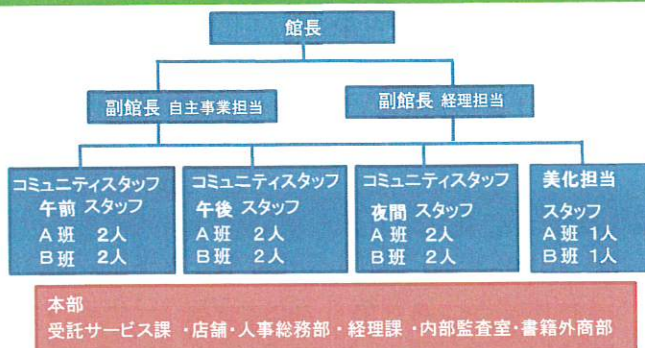 館長
副館長 自主事業担当
副館長 経理担当
コミュニティスタッフ
午前 スタッフ
A班 2人
B班 2人
コミュニティスタッフ
午後 スタッフ
A班 2人
B班 2人
コミュニティスタッフ
夜間 スタッフ
A班 2人
B班 2人
美化担当
スタッフ
A班 1人
B班 1人
本部
受託サービス課・店舗・人事総務部・経理課・内部監査室・書籍外商部